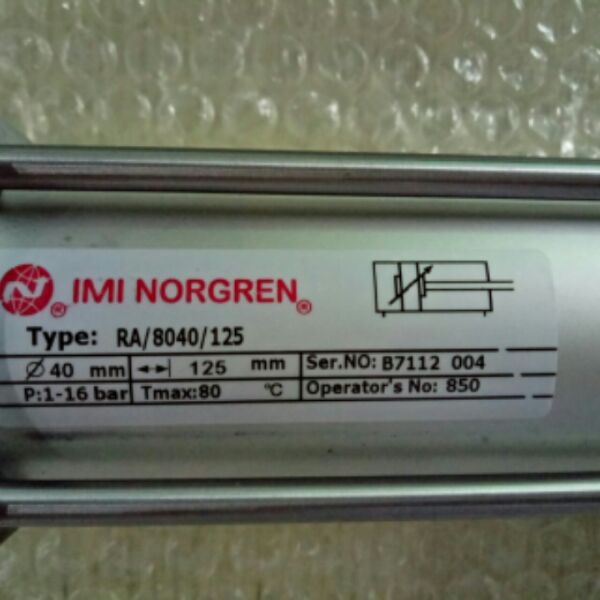 ® IMI NORGREN®
Type: RA/8040/125
Ø 40 mm 125 mm Ser.NO: B7112 004
P:1-16 bar Tmax:80 ℃ Operator's No: 850